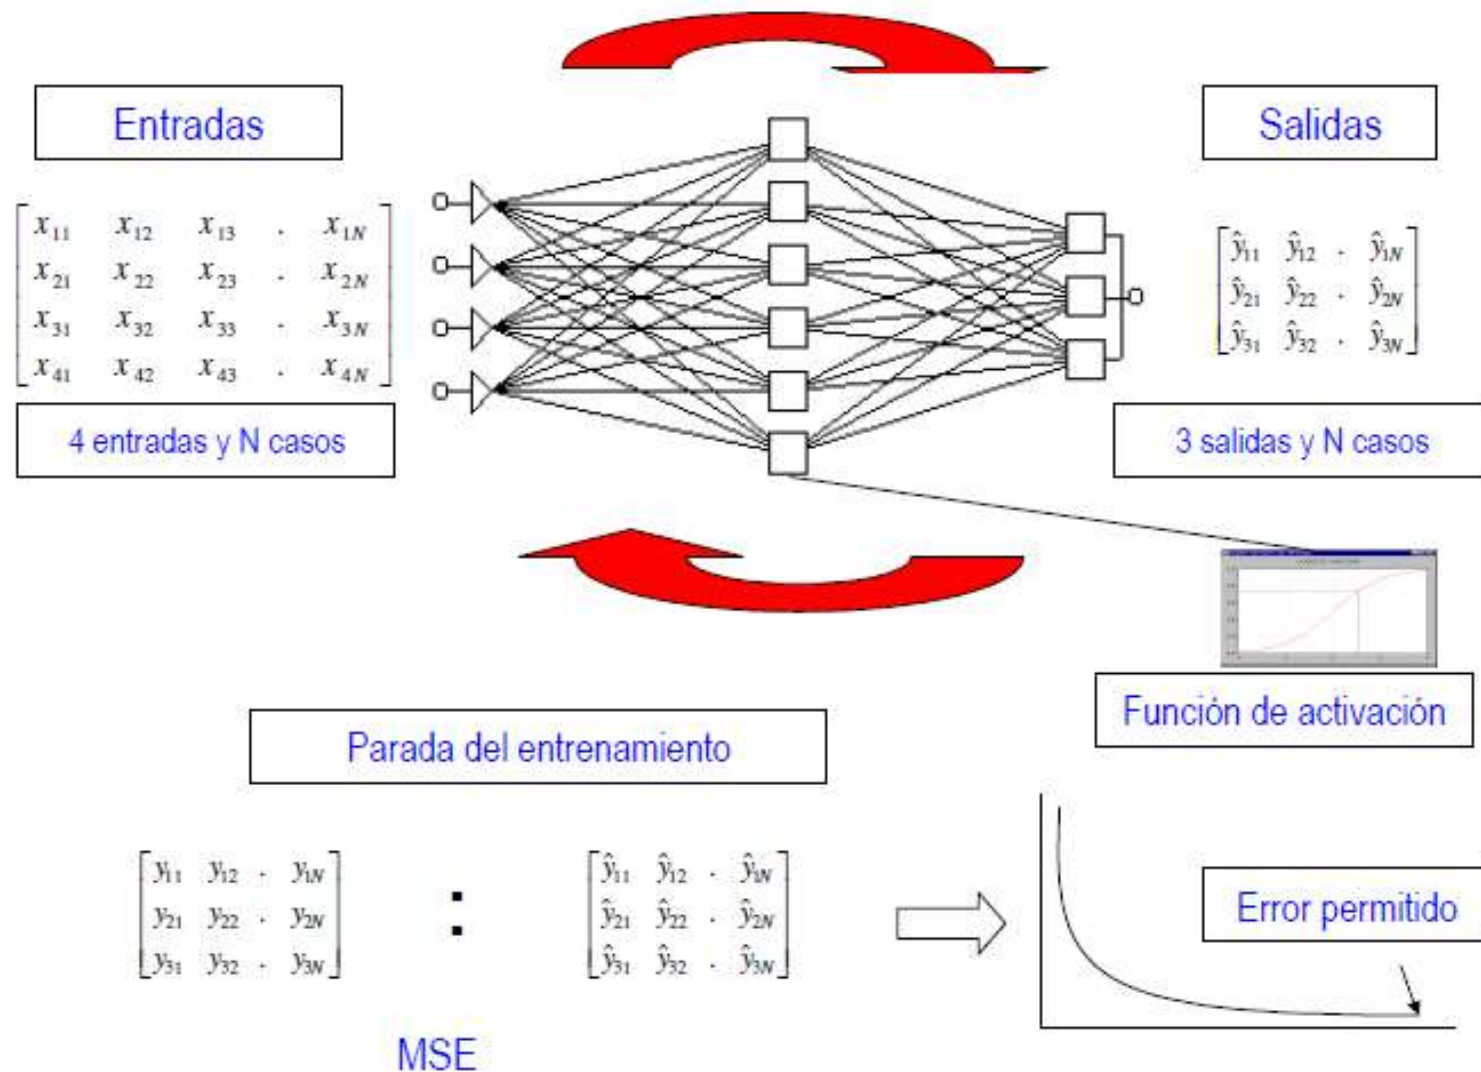 Entradas
Salidas
x11 x12 x13 . x1N
x21 x22 x23 . x2N
x31 x32 x33 . x3N
x41 x42 x43 . x4N
ŷ11 ŷ12 . ŷ1N
ŷ21 ŷ22 . ŷ2N
ŷ31 ŷ32 . ŷ3N
4 entradas y N casos
3 salidas y N casos
Función de activación
Parada del entrenamiento
y11 y12 . y1N
y21 y22 . y2N
y31 y32 . y3N
:
ŷ11 ŷ12 . ŷ1N
ŷ21 ŷ22 . ŷ2N
ŷ31 ŷ32 . ŷ3N
Error permitido
MSE